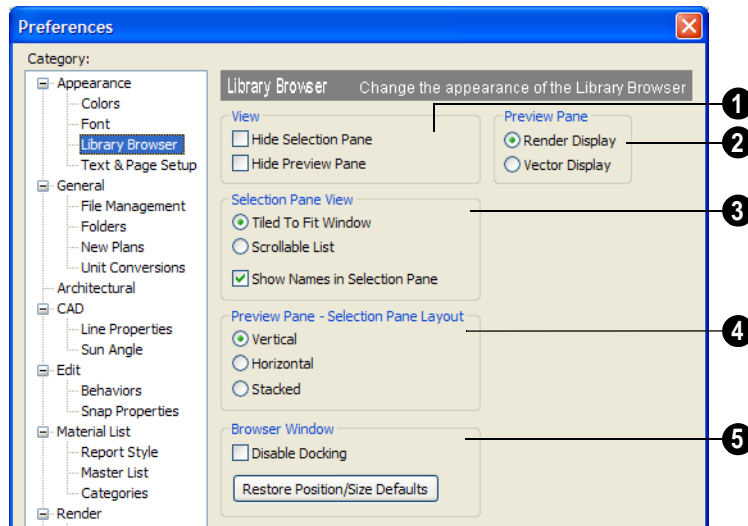 Preferences
Category:
Appearance
Colors
Font
Library Browser
Text & Page Setup
General
File Management
Folders
New Plans
Unit Conversions
Architectural
CAD
Line Properties
Sun Angle
Edit
Behaviors
Snap Properties
Material List
Report Style
Master List
Categories
Render
Library Browser Change the appearance of the Library Browser
View
Hide Selection Pane
Hide Preview Pane
1
Preview Pane
Render Display
Vector Display
2
Selection Pane View
Tiled To Fit Window
Scrollable List
Show Names in Selection Pane
3
Preview Pane - Selection Pane Layout
Vertical
Horizontal
Stacked
4
Browser Window
Disable Docking
Restore Position/Size Defaults
5